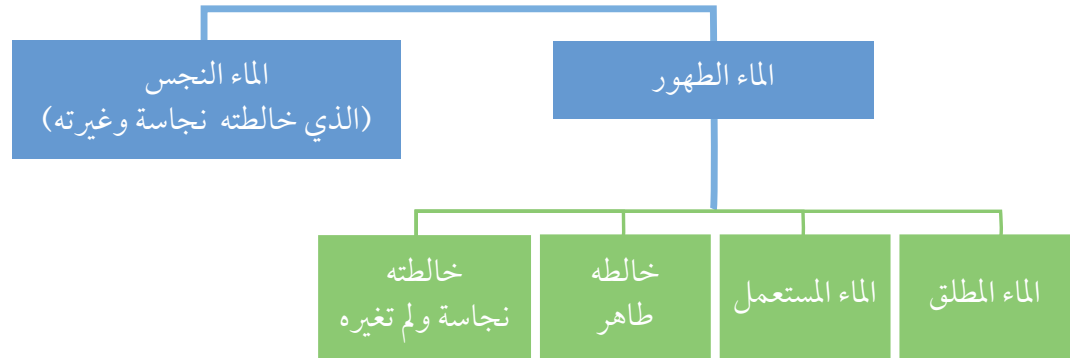 الماء الطهور
الماء النجس
(الذي خالطته نجاسة وغيرته)
الماء المطلق
الماء المستعمل
خالطه
طاهر
خالطته
نجاسة ولم تغيره